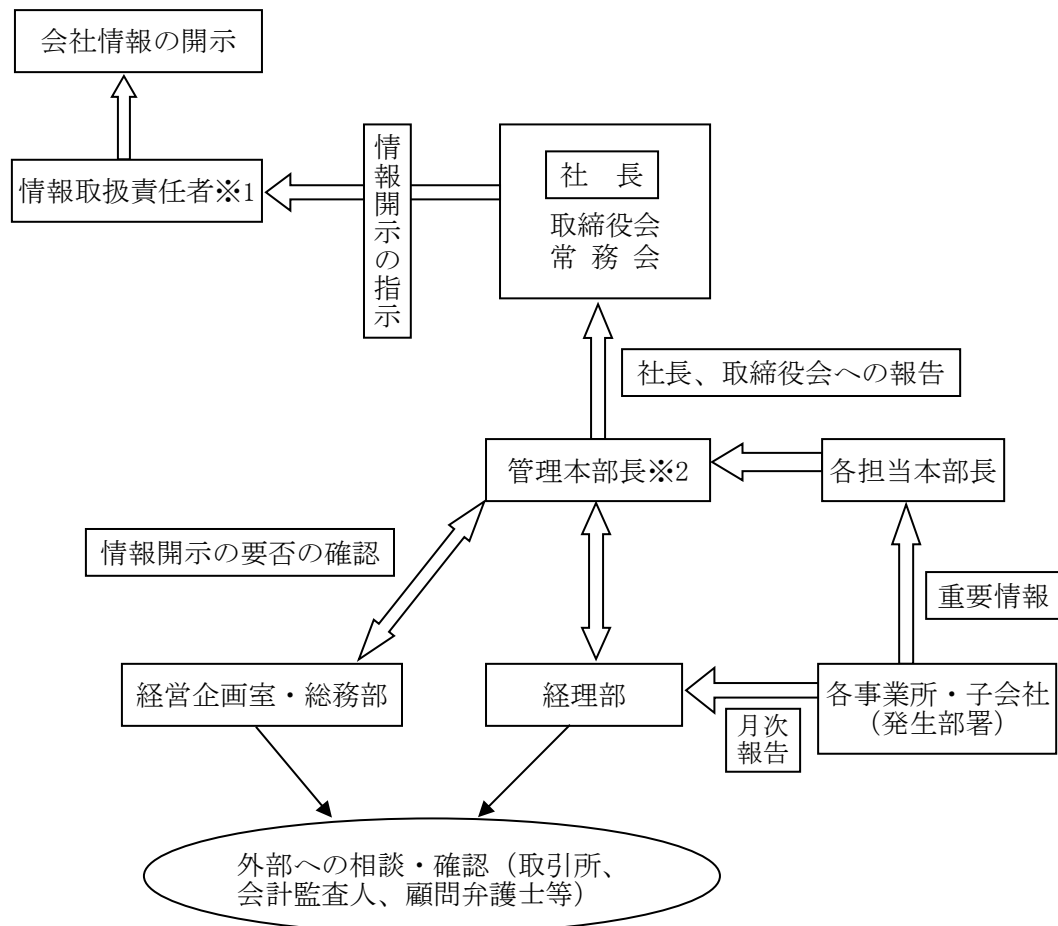 会社情報の開示
情報取扱責任者※1
情報開示の指示
社　長
取締役会
常 務 会
社長、取締役会への報告
管理本部長※2
各担当本部長
情報開示の要否の確認
重要情報
経営企画室・総務部
経理部
各事業所・子会社
（発生部署）
月次
報告
外部への相談・確認（取引所、
会計監査人、顧問弁護士等）